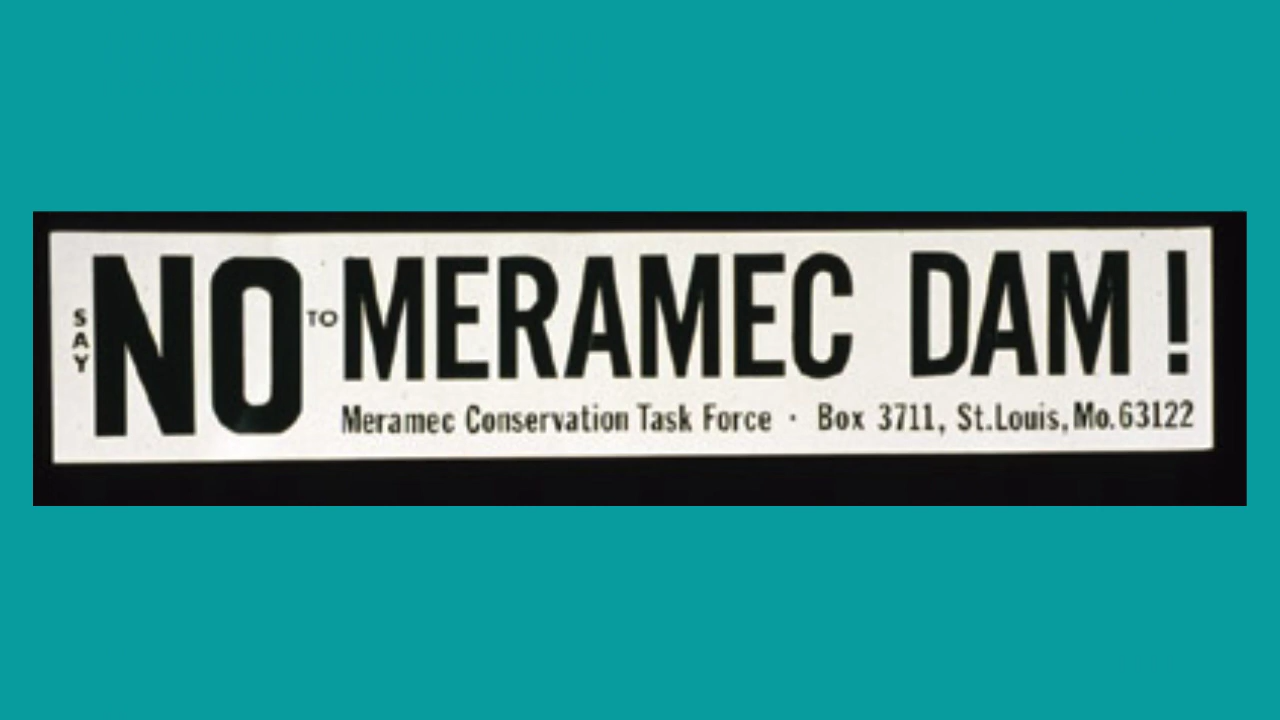 SAY NO TO MERAMEC DAM!
Meramec Conservation Task Force · Box 3711, St.Louis, Mo.63122